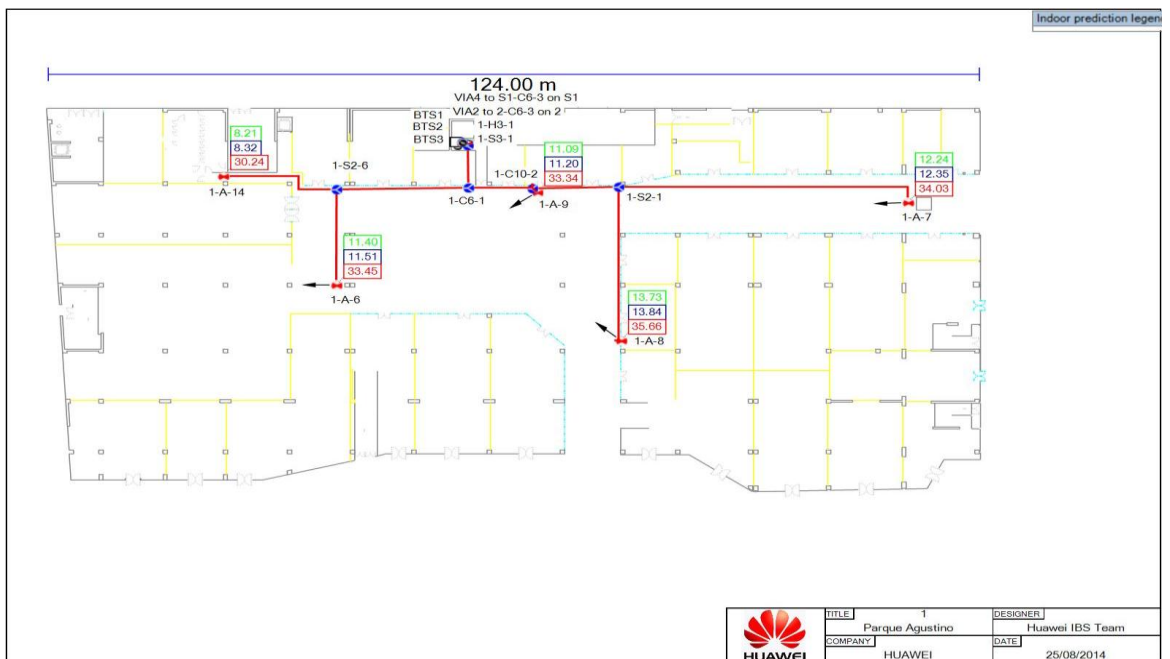 Indoor prediction legen
124.00 m
VIA4 to S1-C6-3 on S1
VIA2 to 2-C6-3 on 2
BTS1
BTS2
BTS3
1-H3-1
1-S3-1
8.21
8.32
30.24
1-A-14
1-S2-6
1-C6-1
1-C10-2
11.09
11.20
33.34
1-A-9
1-S2-1
12.24
12.35
34.03
1-A-7
11.40
11.51
33.45
1-A-6
13.73
13.84
35.66
1-A-8
HUAWEI
TITLE 1
Parque Agustino
DESIGNER
Huawei IBS Team
COMPANY
HUAWEI
DATE
25/08/2014